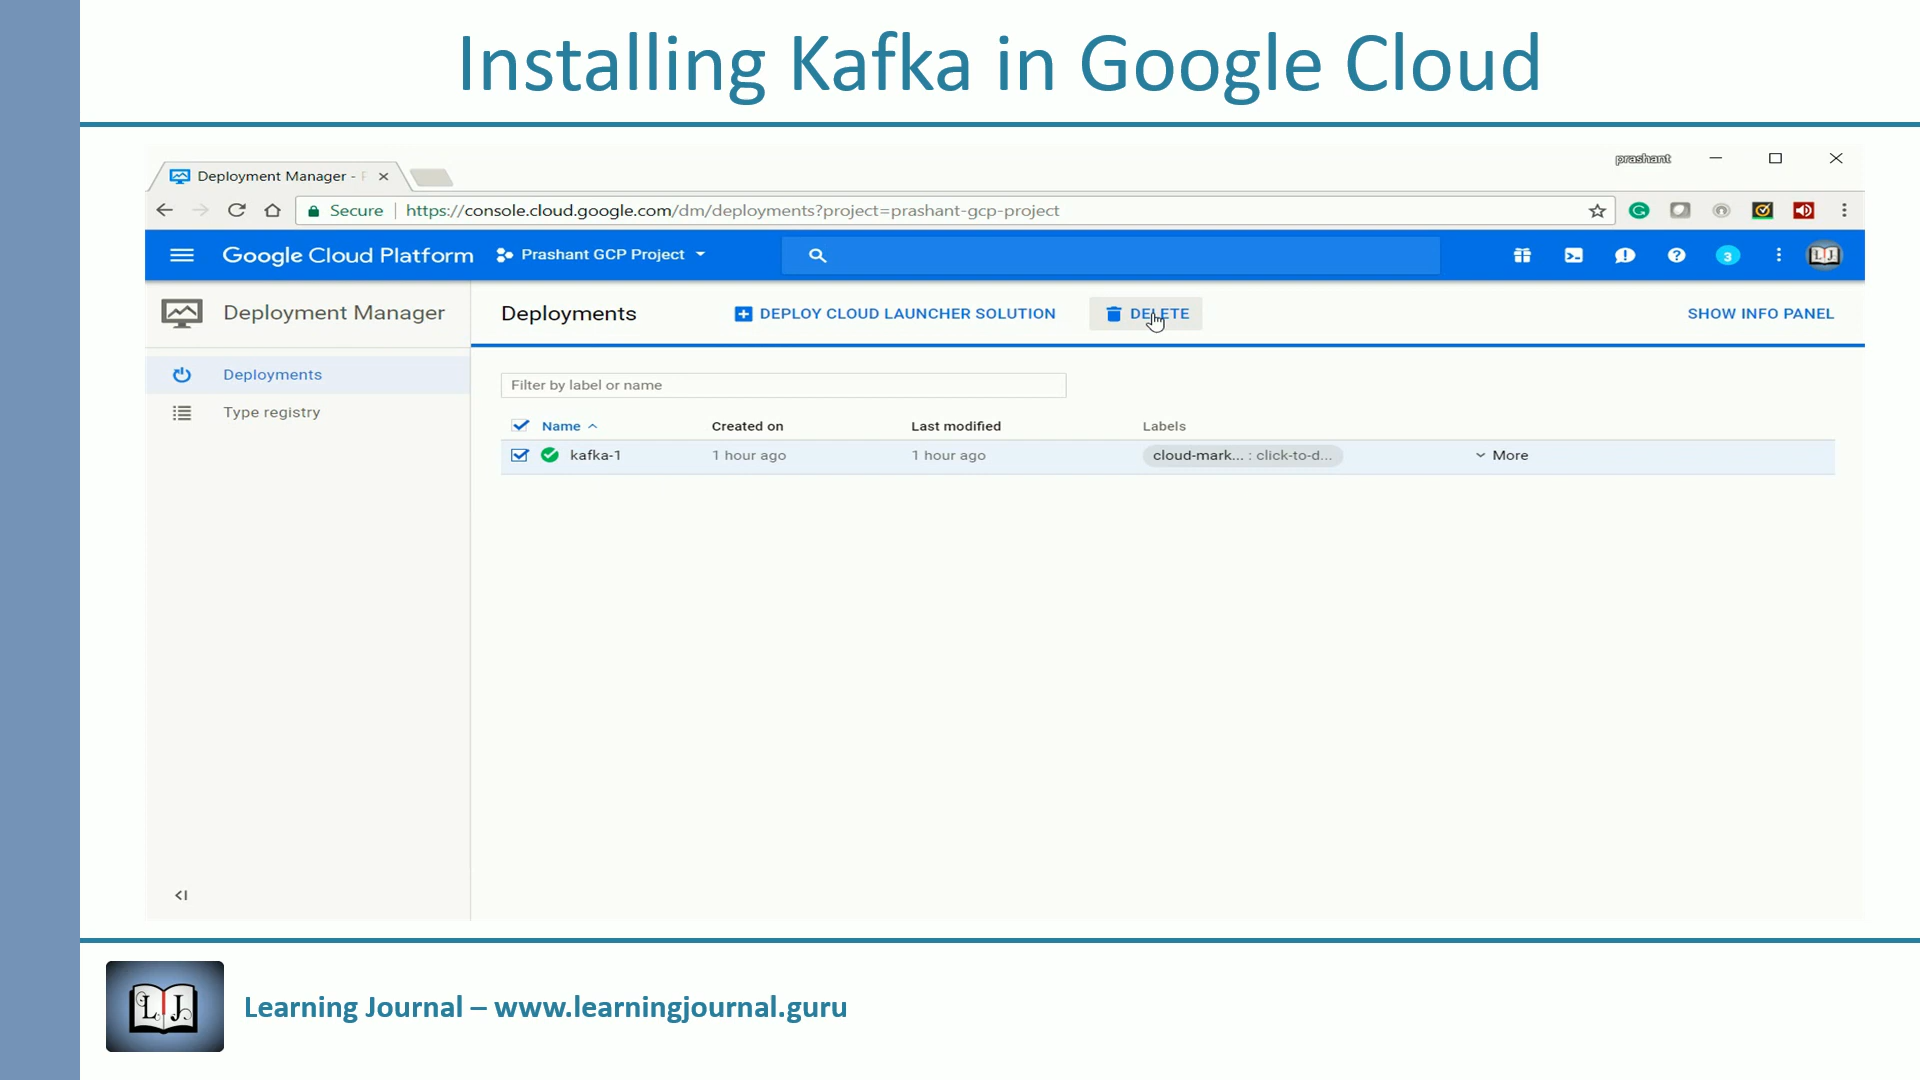 Installing Kafka in Google Cloud
prashant
Deployment Manager -
Secure https://console.cloud.google.com/dm/deployments?project=prashant-gcp-project
Google Cloud Platform Prashant GCP Project 3 LJ
Deployment Manager Deployments DEPLOY CLOUD LAUNCHER SOLUTION DELETE SHOW INFO PANEL
Deployments
Type registry
Filter by label or name
Name Created on Last modified Labels
kafka-1 1 hour ago 1 hour ago cloud-mark... : click-to-d... More
LJ
Learning Journal – www.learningjournal.guru